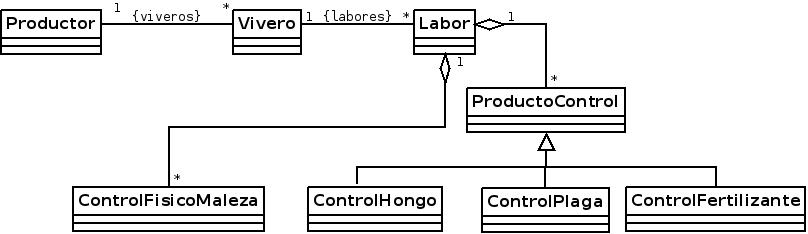 1 {viveros} *
Productor
Vivero
1 {labores} *
Labor
1
1
*
ProductoControl
*
ControlFisicoMaleza
ControlHongo
ControlPlaga
ControlFertilizante